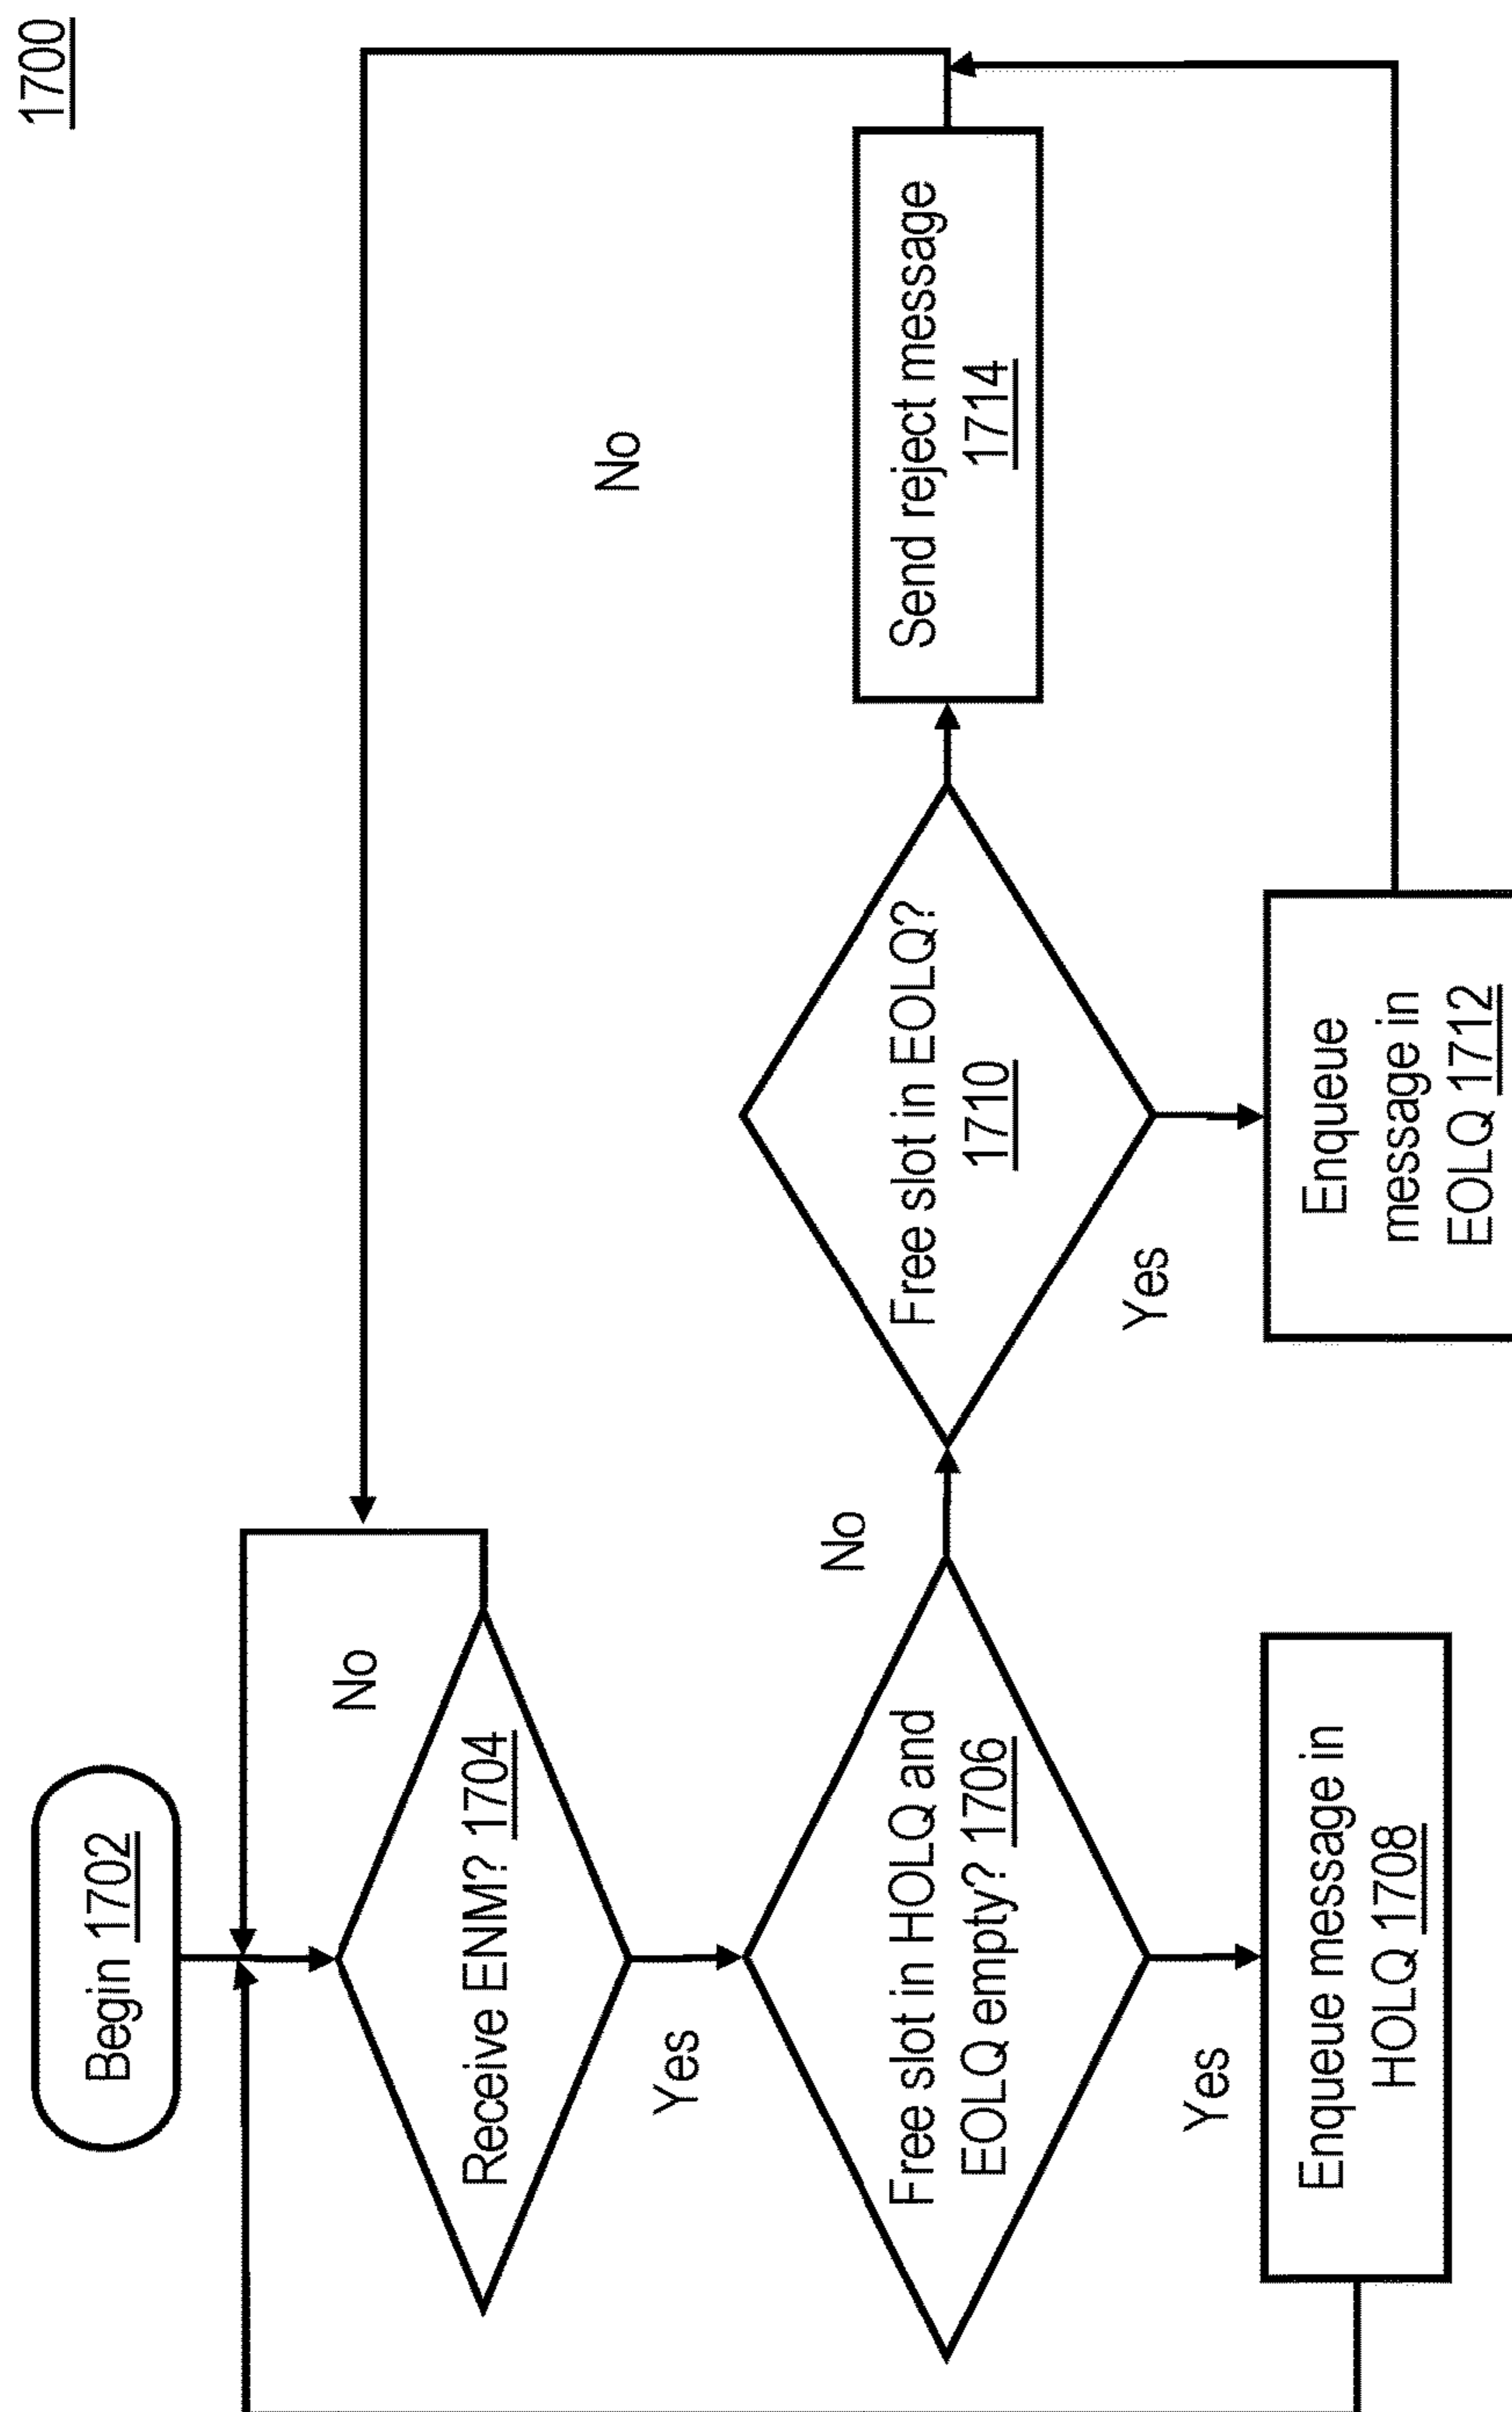 1700
Begin 1702
No
Receive ENM? 1704
Yes
Free slot in HOLQ and
EOLQ empty? 1706
No
Yes
Enqueue message in
HOLQ 1708
Free slot in EOLQ?
1710
Yes
Enqueue
message in
EOLQ 1712
No
Send reject message
1714